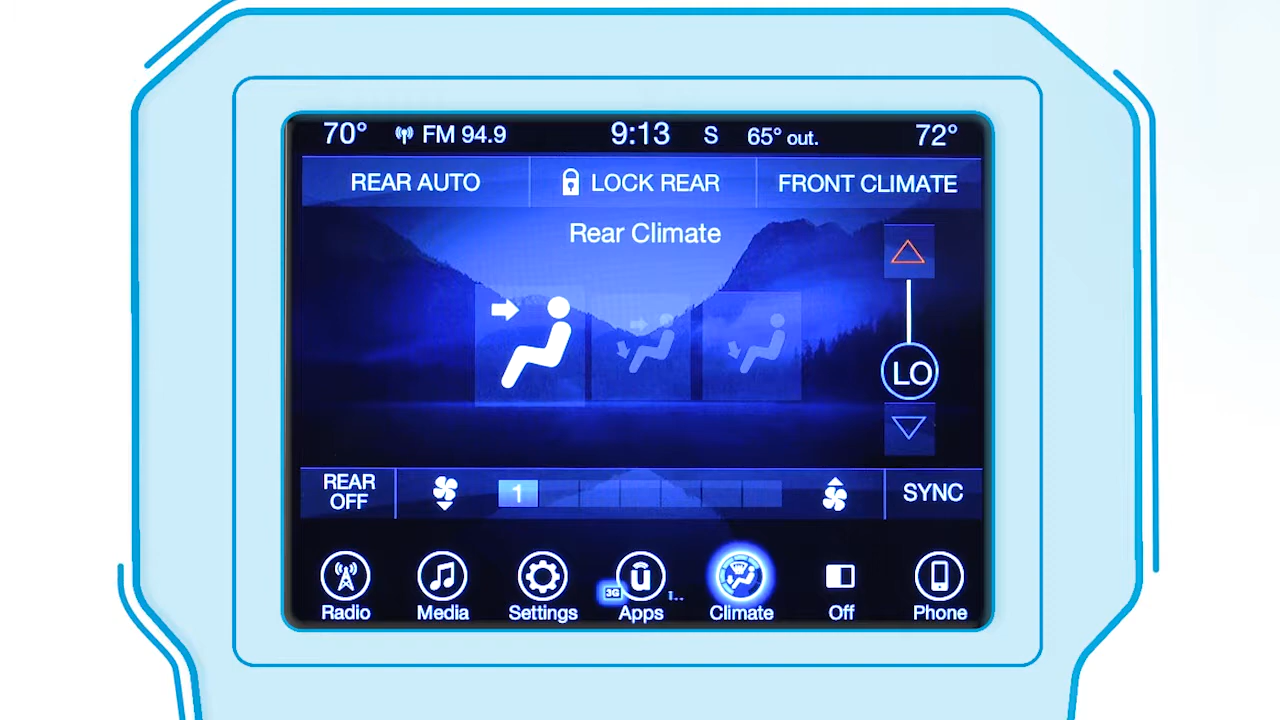 70° FM 94.9 9:13 S 65° out. 72°
REAR AUTO LOCK REAR FRONT CLIMATE
Rear Climate
LO
REAR OFF
1
SYNC
3G
1..
Radio Media Settings Apps Climate Off Phone